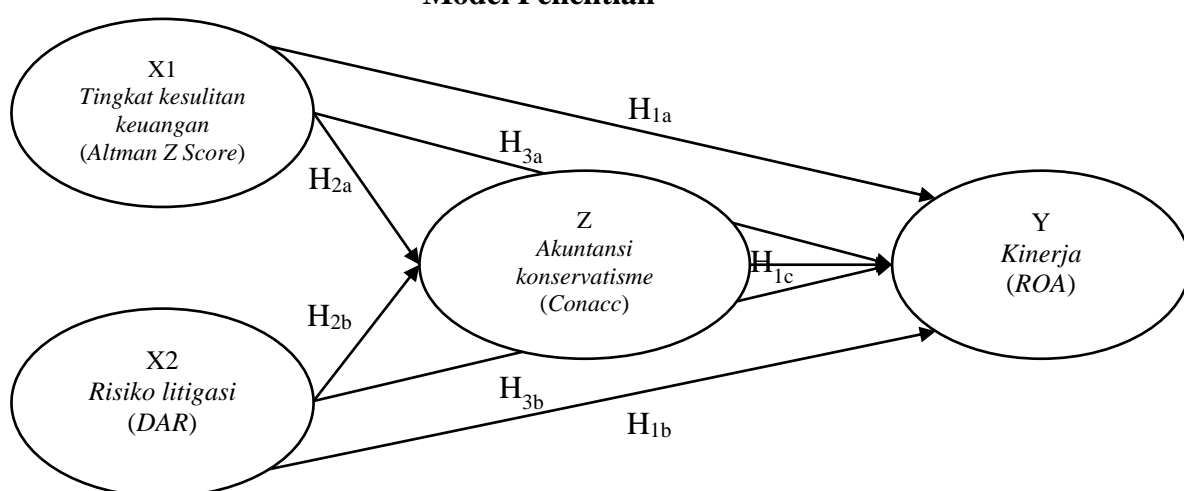 Model Penelitian
X1
Tingkat kesulitan
keuangan
(Altman Z Score)
H1a
H3a
H2a
Z
Akuntansi
konservatisme
(Conacc)
H1c
Y
Kinerja
(ROA)
H2b
X2
Risiko litigasi
(DAR)
H3b
H1b